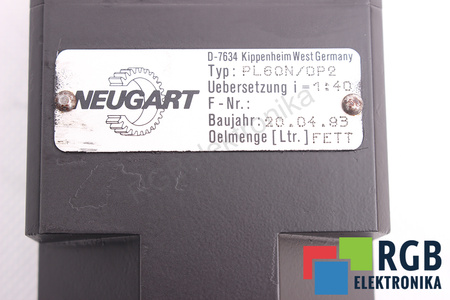 D-7634 Kippenheim West Germany
NEUGART
Typ: PL60N/OP2
Uebersetzung i=1:40
F-Nr.:
Baujahr: 20.04.93
Oelmenge [Ltr.] FETT
RGB
ELEKTRONIKA